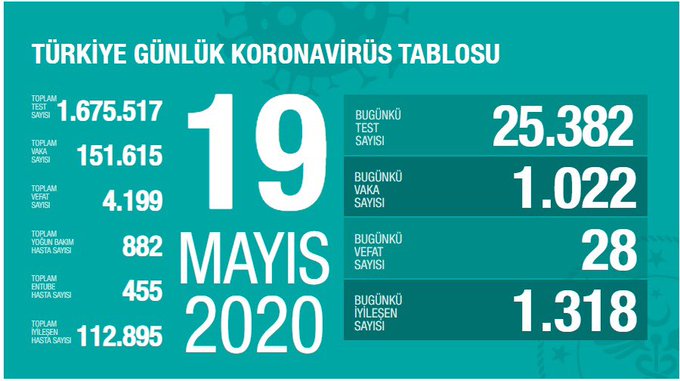 TÜRKİYE GÜNLÜK KORONAVİRÜS TABLOSU
TOPLAM
TEST
SAYISI
1.675.517
TOPLAM
VAKA
SAYISI
151.615
TOPLAM
VEFAT
SAYISI
4.199
TOPLAM
YOĞUN BAKIM
HASTA SAYISI
882
TOPLAM
ENTUBE
HASTA SAYISI
455
TOPLAM
İYİLEŞEN
HASTA SAYISI
112.895
19
MAYIS
2020
BUGÜNKÜ
TEST
SAYISI
25.382
BUGÜNKÜ
VAKA
SAYISI
1.022
BUGÜNKÜ
VEFAT
SAYISI
28
BUGÜNKÜ
İYİLEŞEN
SAYISI
1.318